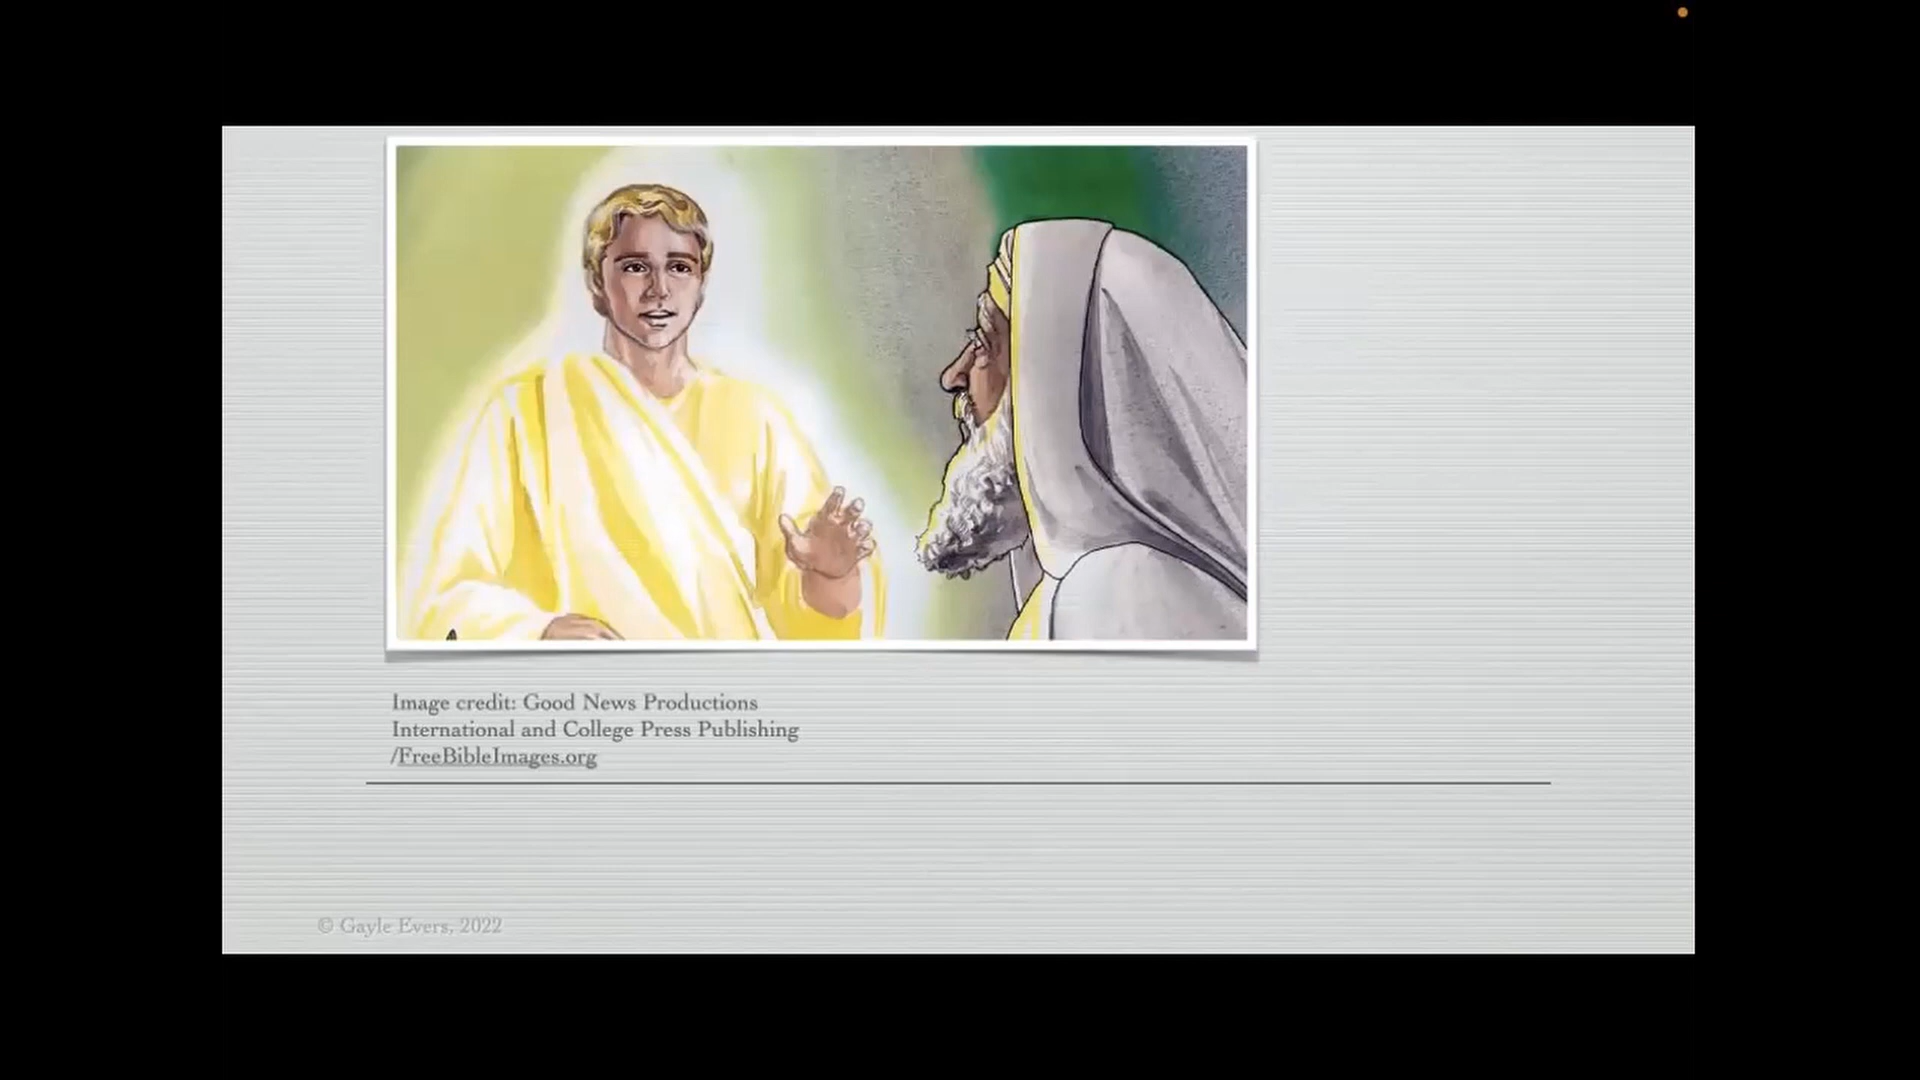 Image credit: Good News Productions
International and College Press Publishing
/FreeBibleImages.org
© Gayle Evers, 2022